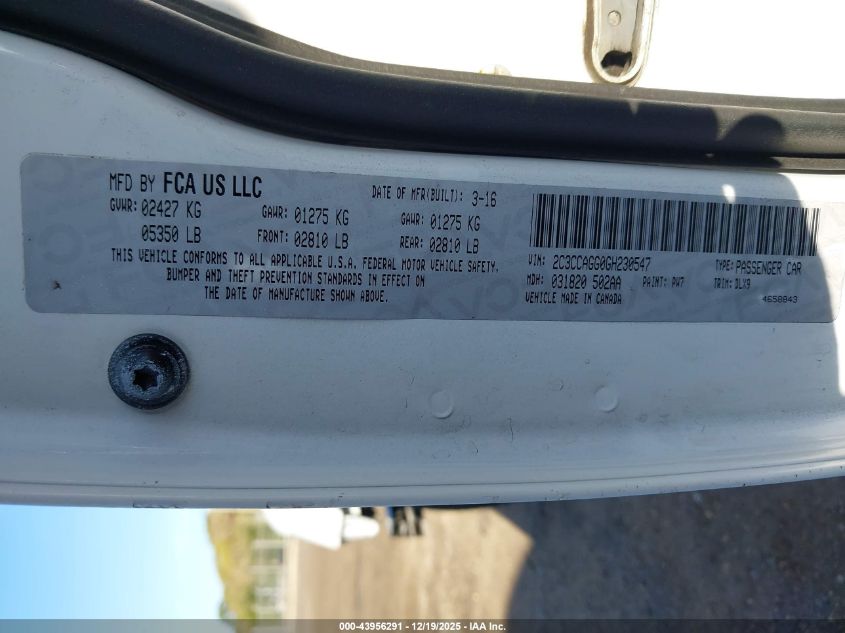 MFD BY FCA US LLC DATE OF MFR(BUILT): 3-16
GVWR: 02427 KG GAWR: 01275 KG GAWR: 01275 KG
05350 LB FRONT: 02810 LB REAR: 02810 LB
THIS VEHICLE CONFORMS TO ALL APPLICABLE U.S.A. FEDERAL MOTOR VEHICLE SAFETY,
BUMPER AND THEFT PREVENTION STANDARDS IN EFFECT ON
THE DATE OF MANUFACTURE SHOWN ABOVE.
VIN: 2C3CCAGG0GH230547 TYPE: PASSENGER CAR
MDH: 031820 502AA PAINT: PW7 TRIM: DLX9
VEHICLE MADE IN CANADA 4658843
000-43956291 - 12/19/2025 - IAA Inc.